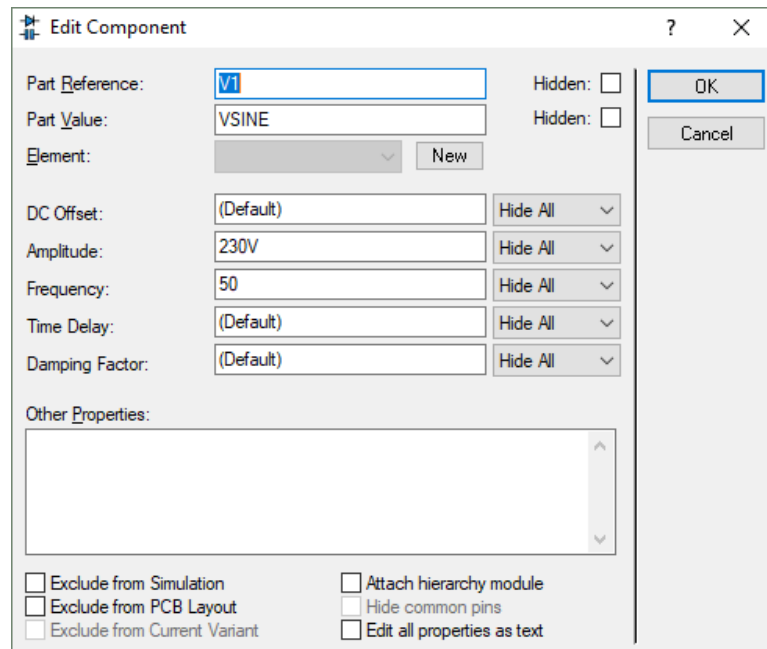 Edit Component ? X
Part Reference: V1 Hidden: OK
Part Value: VSINE Hidden: Cancel
Element: New
DC Offset: (Default) Hide All
Amplitude: 230V Hide All
Frequency: 50 Hide All
Time Delay: (Default) Hide All
Damping Factor: (Default) Hide All
Other Properties:
Exclude from Simulation Attach hierarchy module
Exclude from PCB Layout Hide common pins
Exclude from Current Variant Edit all properties as text